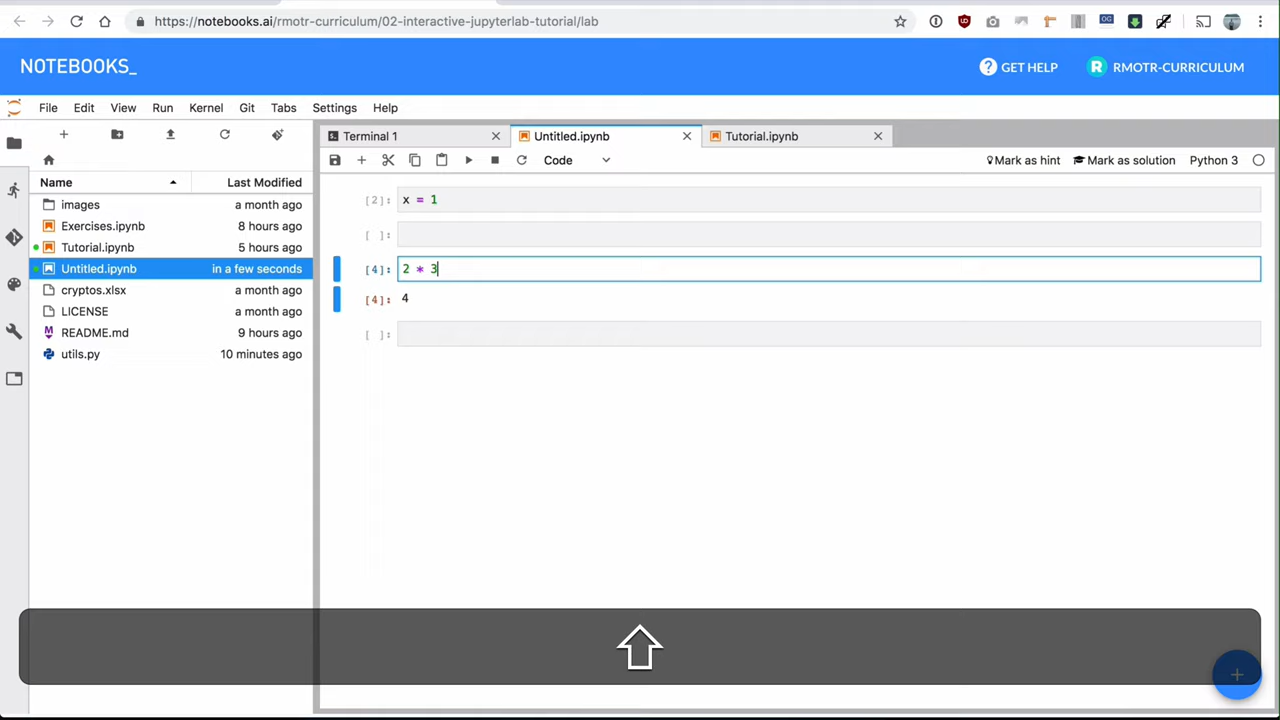 https://notebooks.ai/rmotr-curriculum/02-interactive-jupyterlab-tutorial/lab
NOTEBOOKS_
? GET HELP
R RMOTR-CURRICULUM
File Edit View Run Kernel Git Tabs Settings Help
Terminal 1
Untitled.ipynb
Tutorial.ipynb
Code
Mark as hint
Mark as solution
Python 3
Name Last Modified
images a month ago
Exercises.ipynb 8 hours ago
Tutorial.ipynb 5 hours ago
Untitled.ipynb in a few seconds
cryptos.xlsx a month ago
LICENSE a month ago
README.md 9 hours ago
utils.py 10 minutes ago
[2]: x = 1
[ ]:
[4]: 2 * 3
[4]: 4
[ ]: